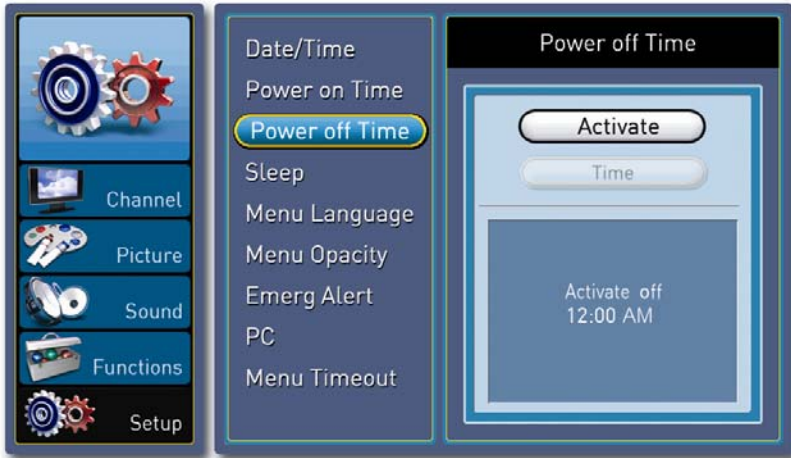 Channel
Picture
Sound
Functions
Setup
Date/Time
Power on Time
Power off Time
Sleep
Menu Language
Menu Opacity
Emerg Alert
PC
Menu Timeout
Power off Time
Activate
Time
Activate off
12:00 AM